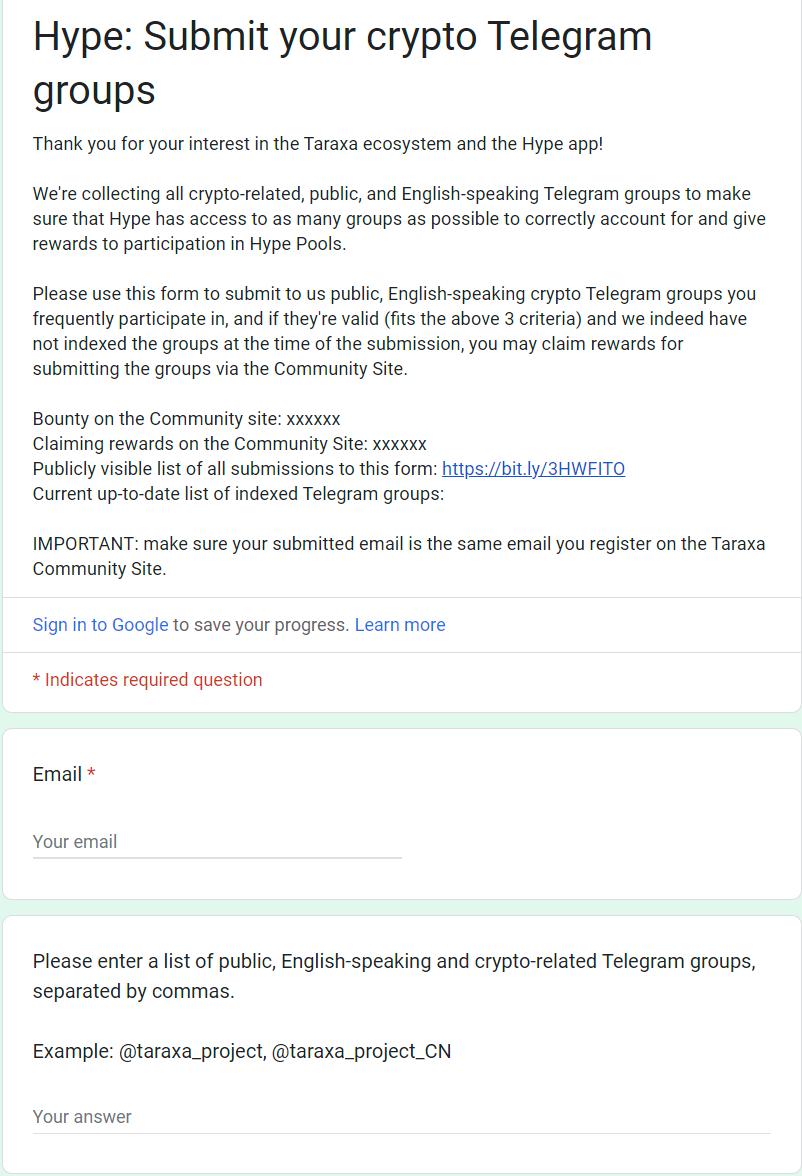 Hype: Submit your crypto Telegram
groups
Thank you for your interest in the Taraxa ecosystem and the Hype app!
We're collecting all crypto-related, public, and English-speaking Telegram groups to make
sure that Hype has access to as many groups as possible to correctly account for and give
rewards to participation in Hype Pools.
Please use this form to submit to us public, English-speaking crypto Telegram groups you
frequently participate in, and if they're valid (fits the above 3 criteria) and we indeed have
not indexed the groups at the time of the submission, you may claim rewards for
submitting the groups via the Community Site.
Bounty on the Community site: xxxxxx
Claiming rewards on the Community Site: xxxxxx
Publicly visible list of all submissions to this form: https://bit.ly/3HWFITO
Current up-to-date list of indexed Telegram groups:
IMPORTANT: make sure your submitted email is the same email you register on the Taraxa
Community Site.
Sign in to Google to save your progress. Learn more
* Indicates required question
Email *
Your email
Please enter a list of public, English-speaking and crypto-related Telegram groups,
separated by commas.
Example: @taraxa_project, @taraxa_project_CN
Your answer